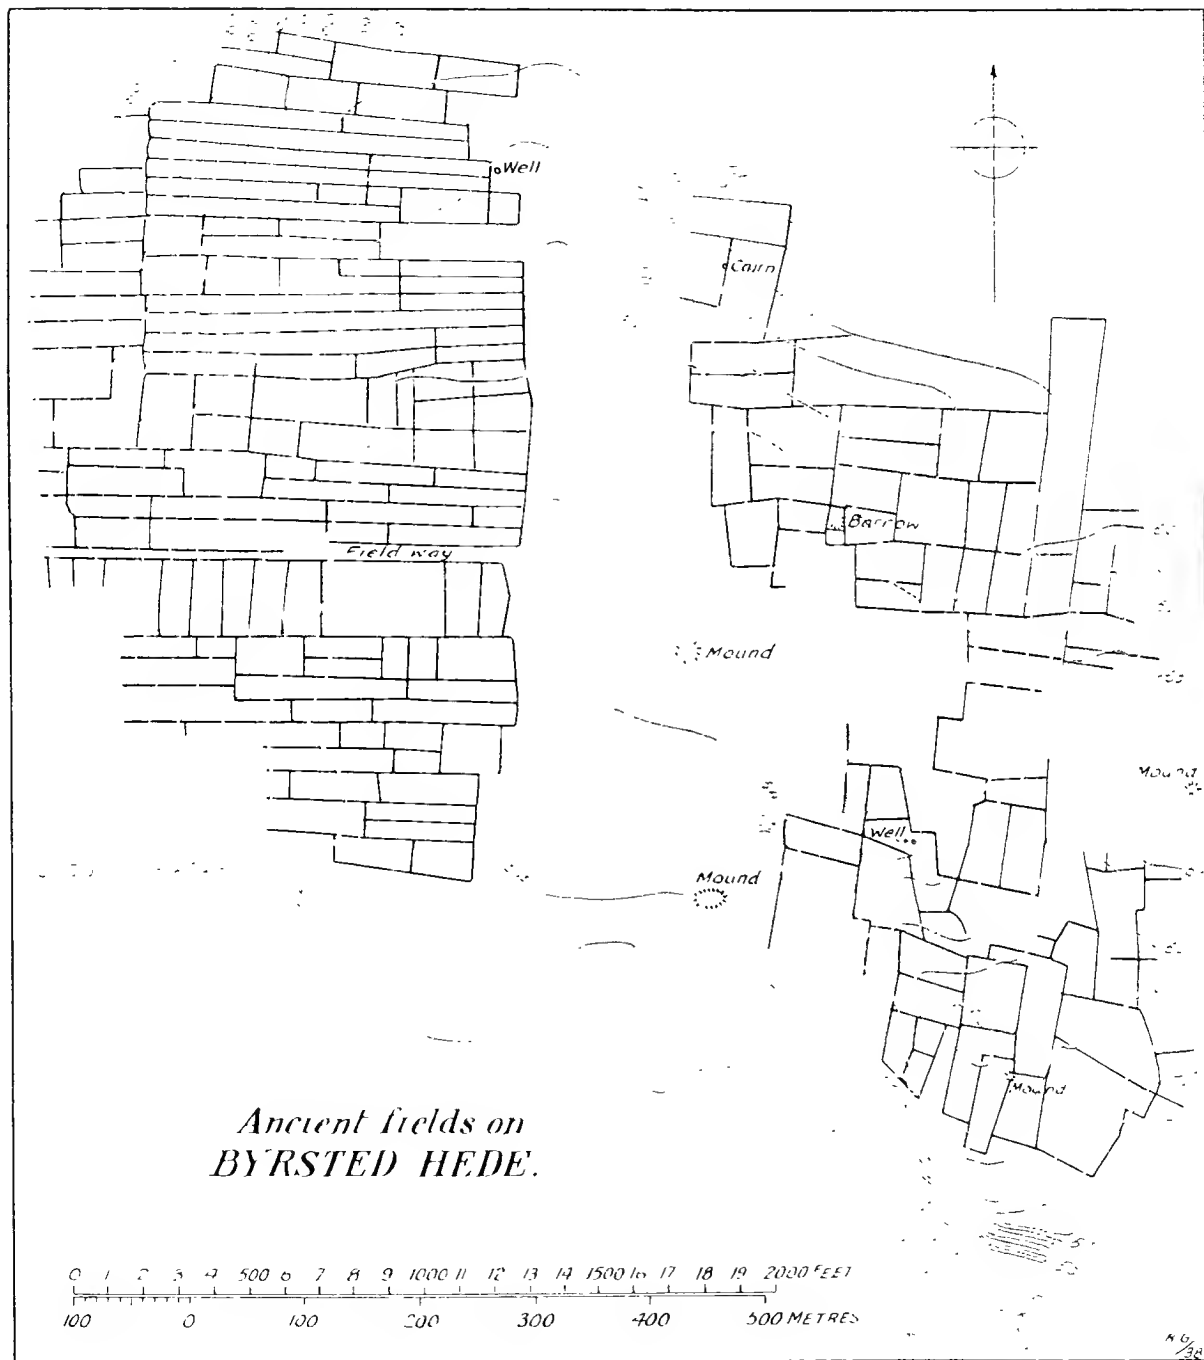 Well
Cairn
Barrow
Field way
Mound
Mound
Well
Mound
Mound
Ancient fields on
BYRSTED HEDE.
0 1 2 3 4 500 6 7 8 9 1000 11 12 13 14 1500 16 17 18 19 2000 FEET
100 0 100 200 300 400 500 METRES